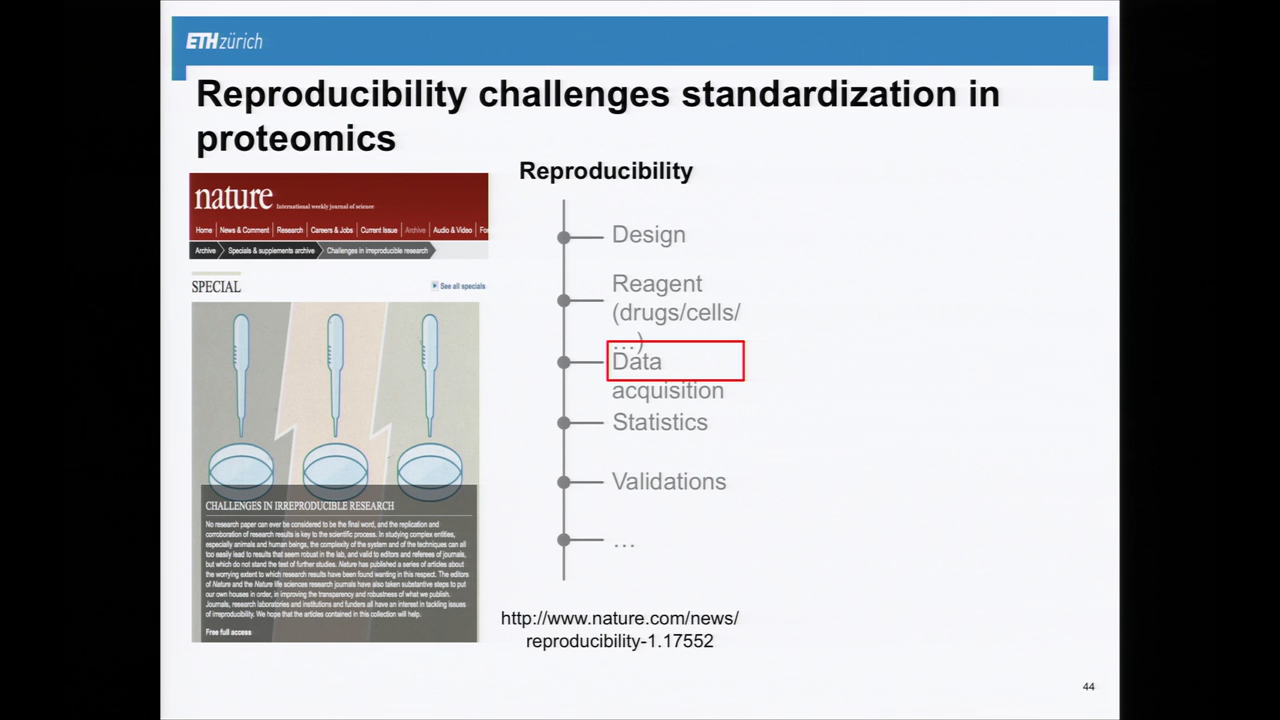 ETH zürich
Reproducibility challenges standardization in
proteomics
nature International weekly journal of science
Home News & Comment Research Careers & Jobs Current Issue Archive Audio & Video For
Archive Specials & supplements archive Challenges in irreproducible research
SPECIAL
See all specials
CHALLENGES IN IRREPRODUCIBLE RESEARCH
No research paper can ever be considered to be the final word, and the replication and
corroboration of research results is key to the scientific process. In studying complex entities,
especially animals and human beings, the complexity of the system and of the techniques can all
too easily lead to results that seem robust in the lab, and valid to editors and referees of journals,
but which do not stand the test of further studies. Nature has published a series of articles about
the worrying extent to which research results have been found wanting in this respect. The editors
of Nature and the Nature life sciences research journals have also taken substantive steps to put
our own houses in order, in improving the transparency and robustness of what we publish.
Journals, research laboratories and institutions and funders all have an interest in tackling issues
of irreproducibility. We hope that the articles contained in this collection will help.
Free full access
Reproducibility
Design
Reagent
(drugs/cells/
…)
Data
acquisition
Statistics
Validations
…
http://www.nature.com/news/
reproducibility-1.17552
44